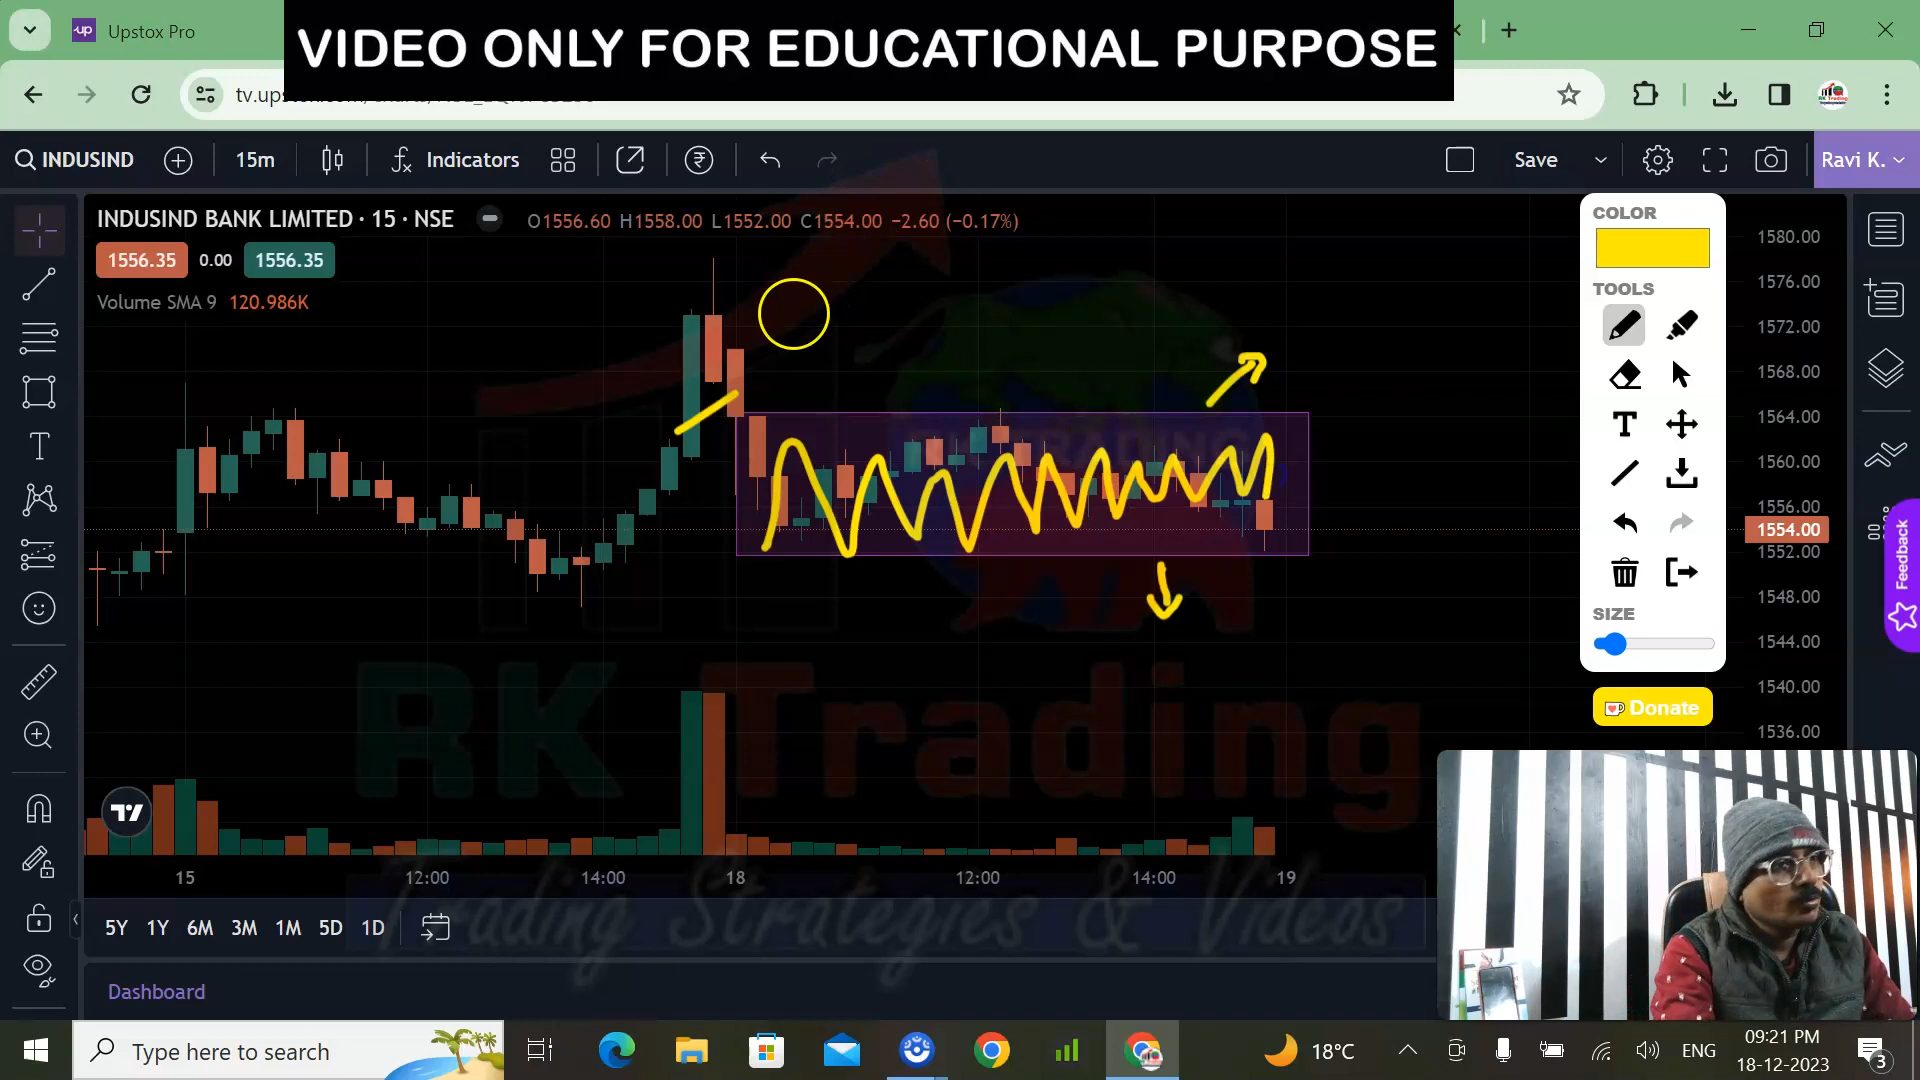 Upstox Pro
VIDEO ONLY FOR EDUCATIONAL PURPOSE
INDUSIND
15m
Indicators
Save
Ravi K.
INDUSIND BANK LIMITED · 15 · NSE
O1556.60 H1558.00 L1552.00 C1554.00 −2.60 (−0.17%)
1556.35 0.00 1556.35
Volume SMA 9 120.986K
COLOR
TOOLS
SIZE
Donate
1580.00
1576.00
1572.00
1568.00
1564.00
1560.00
1556.00
1554.00
1552.00
1548.00
1544.00
1540.00
1536.00
Feedback
RK Trading
Trading Strategies & Videos
15 12:00 14:00 18 12:00 14:00 19
5Y 1Y 6M 3M 1M 5D 1D
Dashboard
Type here to search
18°C
ENG
09:21 PM
18-12-2023
3